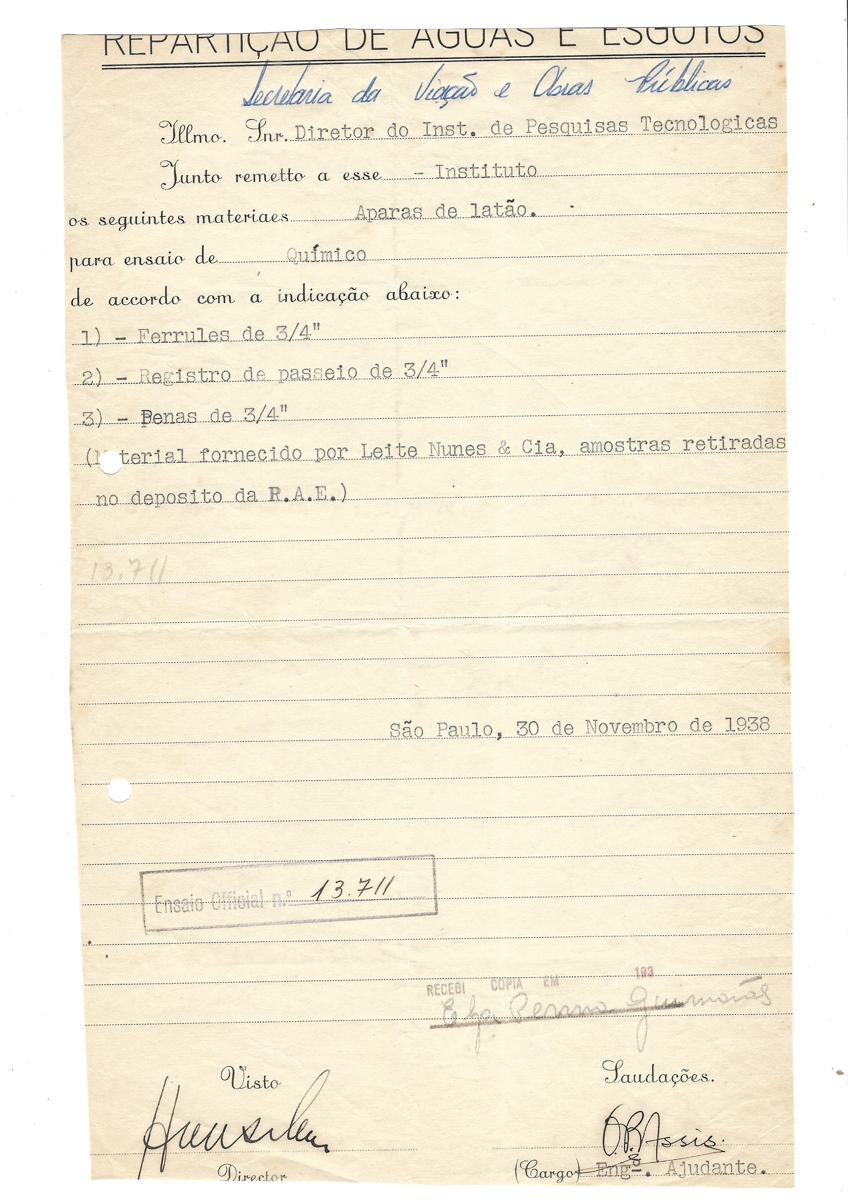 REPARTIÇÃO DE AGUAS E ESGOTOS
Secretaria da Viação e Obras Públicas
Illmo. Snr. Diretor do Inst. de Pesquisas Tecnologicas
Junto remetto a esse - Instituto
os seguintes materiaes Aparas de latão.
para ensaio de Químico
de accordo com a indicação abaixo:
1) - Ferrules de 3/4"
2) - Registro de passeio de 3/4"
3) - Penas de 3/4"
(M terial fornecido por Leite Nunes & Cia, amostras retiradas
no deposito da R.A.E.)
13.711
São Paulo, 30 de Novembro de 1938
Ensaio Official n.º 13.711
RECEBI COPIA EM 193
Penna Guimarães
Visto Saudações.
O.P. Assis.
Director (Cargo) Engº. Ajudante.